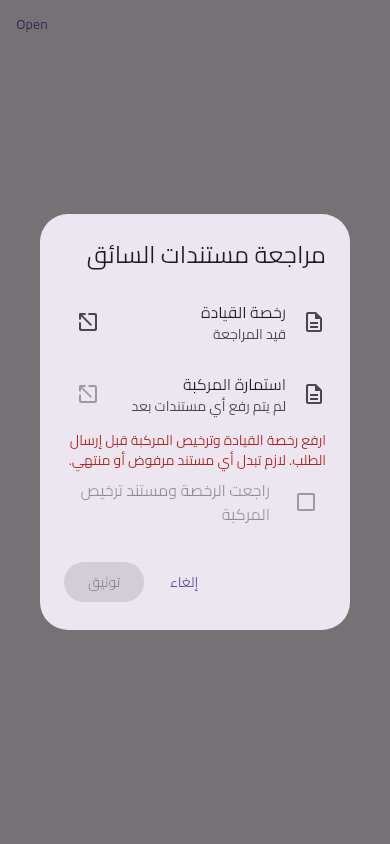 Open
مراجعة مستندات السائق
رخصة القيادة
قيد المراجعة
استمارة المركبة
لم يتم رفع أي مستندات بعد
ارفع رخصة القيادة وترخيص المركبة قبل إرسال
الطلب. لازم تبدل أي مستند مرفوض أو منتهي.
راجعت الرخصة ومستند ترخيص
المركبة
إلغاء
توثيق